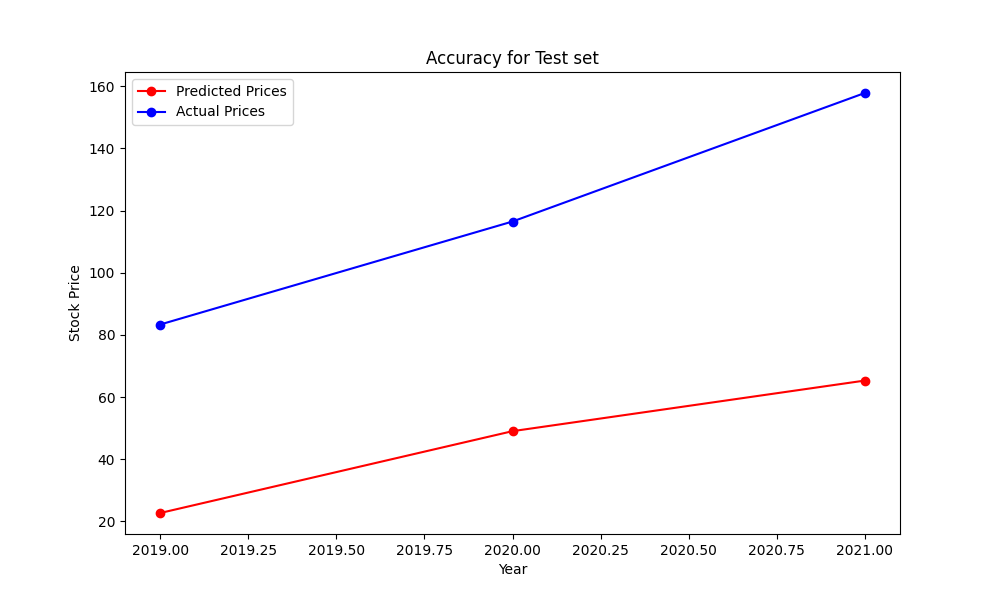 Accuracy for Test set
Predicted Prices
Actual Prices
160
140
120
100
80
60
40
20
Stock Price
2019.00 2019.25 2019.50 2019.75 2020.00 2020.25 2020.50 2020.75 2021.00
Year